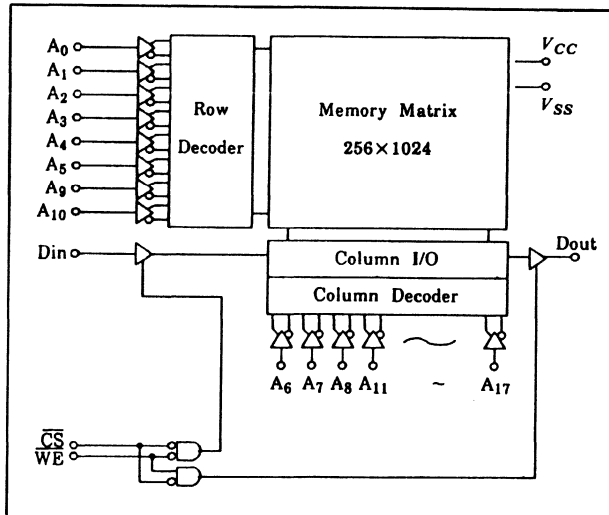 A0
A1
A2
A3
A4
A5
A9
A10
Row
Decoder
Memory Matrix
256×1024
VCC
VSS
Din
Column I/O
Dout
Column Decoder
A6 A7 A8 A11 ~ A17
CS
WE